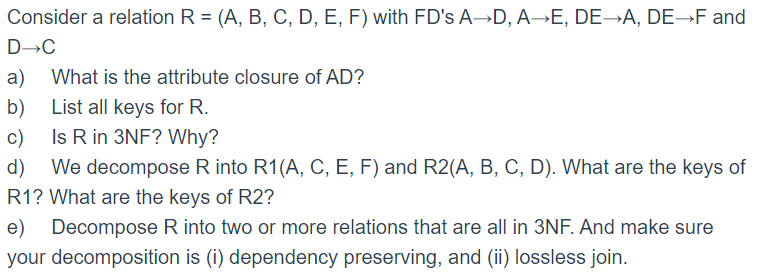 Consider a relation R = (A, B, C, D, E, F) with FD's A→D, A→E, DE→A, DE→F and
D→C
a) What is the attribute closure of AD?
b) List all keys for R.
c) Is R in 3NF? Why?
d) We decompose R into R1(A, C, E, F) and R2(A, B, C, D). What are the keys of
R1? What are the keys of R2?
e) Decompose R into two or more relations that are all in 3NF. And make sure
your decomposition is (i) dependency preserving, and (ii) lossless join.